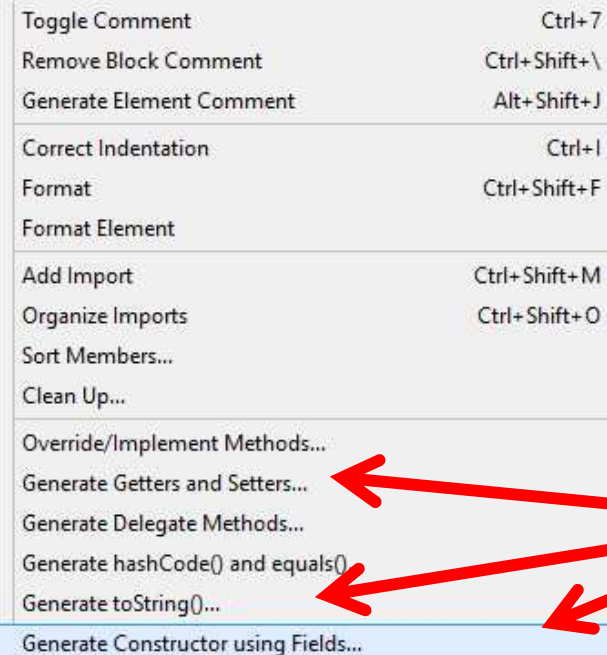 Toggle Comment Ctrl+7
Remove Block Comment Ctrl+Shift+\
Generate Element Comment Alt+Shift+J
Correct Indentation Ctrl+I
Format Ctrl+Shift+F
Format Element
Add Import Ctrl+Shift+M
Organize Imports Ctrl+Shift+O
Sort Members...
Clean Up...
Override/Implement Methods...
Generate Getters and Setters...
Generate Delegate Methods...
Generate hashCode() and equals()
Generate toString()...
Generate Constructor using Fields...